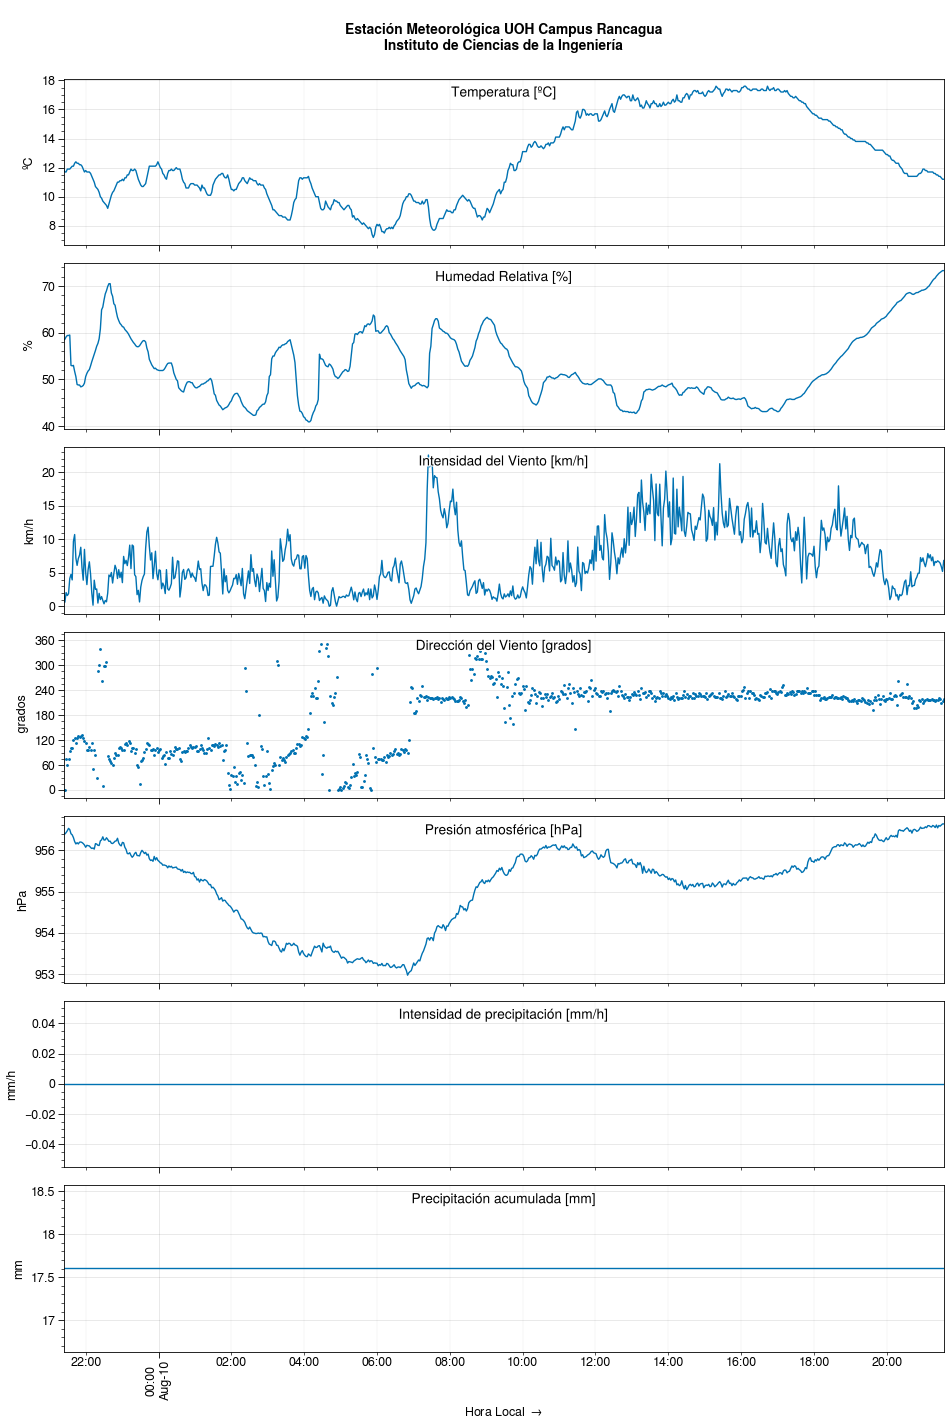 Estación Meteorológica UOH Campus Rancagua
Instituto de Ciencias de la Ingeniería
Temperatura [ºC]
ºC
18
16
14
12
10
8
Humedad Relativa [%]
%
70
60
50
40
Intensidad del Viento [km/h]
km/h
20
15
10
5
0
Dirección del Viento [grados]
grados
360
300
240
180
120
60
0
Presión atmosférica [hPa]
hPa
956
955
954
953
Intensidad de precipitación [mm/h]
mm/h
0.04
0.02
0
−0.02
−0.04
Precipitación acumulada [mm]
mm
18.5
18
17.5
17
22:00
00:00
Aug-10
02:00
04:00
06:00
08:00
10:00
12:00
14:00
16:00
18:00
20:00
Hora Local →